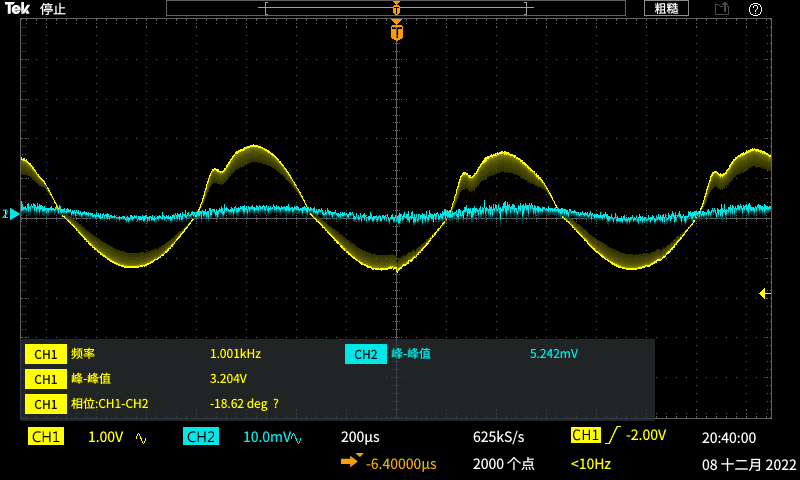 Tek 停止 T 粗糙 ?
T
CH1 频率 1.001kHz CH2 峰-峰值 5.242mV
CH1 峰-峰值 3.204V
CH1 相位:CH1-CH2 -18.62 deg ?
CH1 1.00V CH2 10.0mV 200µs 625kS/s CH1 -2.00V 20:40:00
-6.40000µs 2000 个点 <10Hz 08 十二月 2022